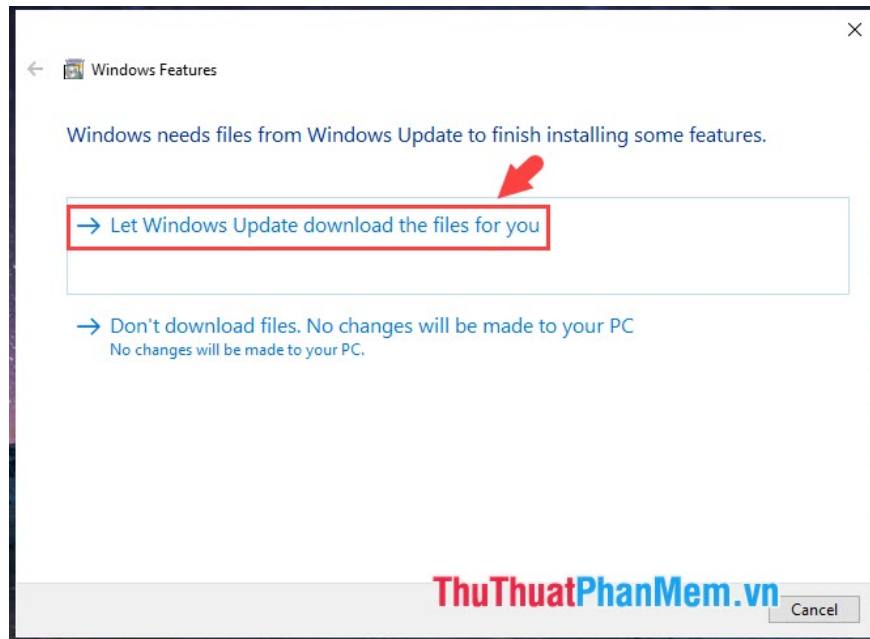 Windows Features
Windows needs files from Windows Update to finish installing some features.
Let Windows Update download the files for you
Don't download files. No changes will be made to your PC
No changes will be made to your PC.
ThuThuatPhanMem.vn
Cancel